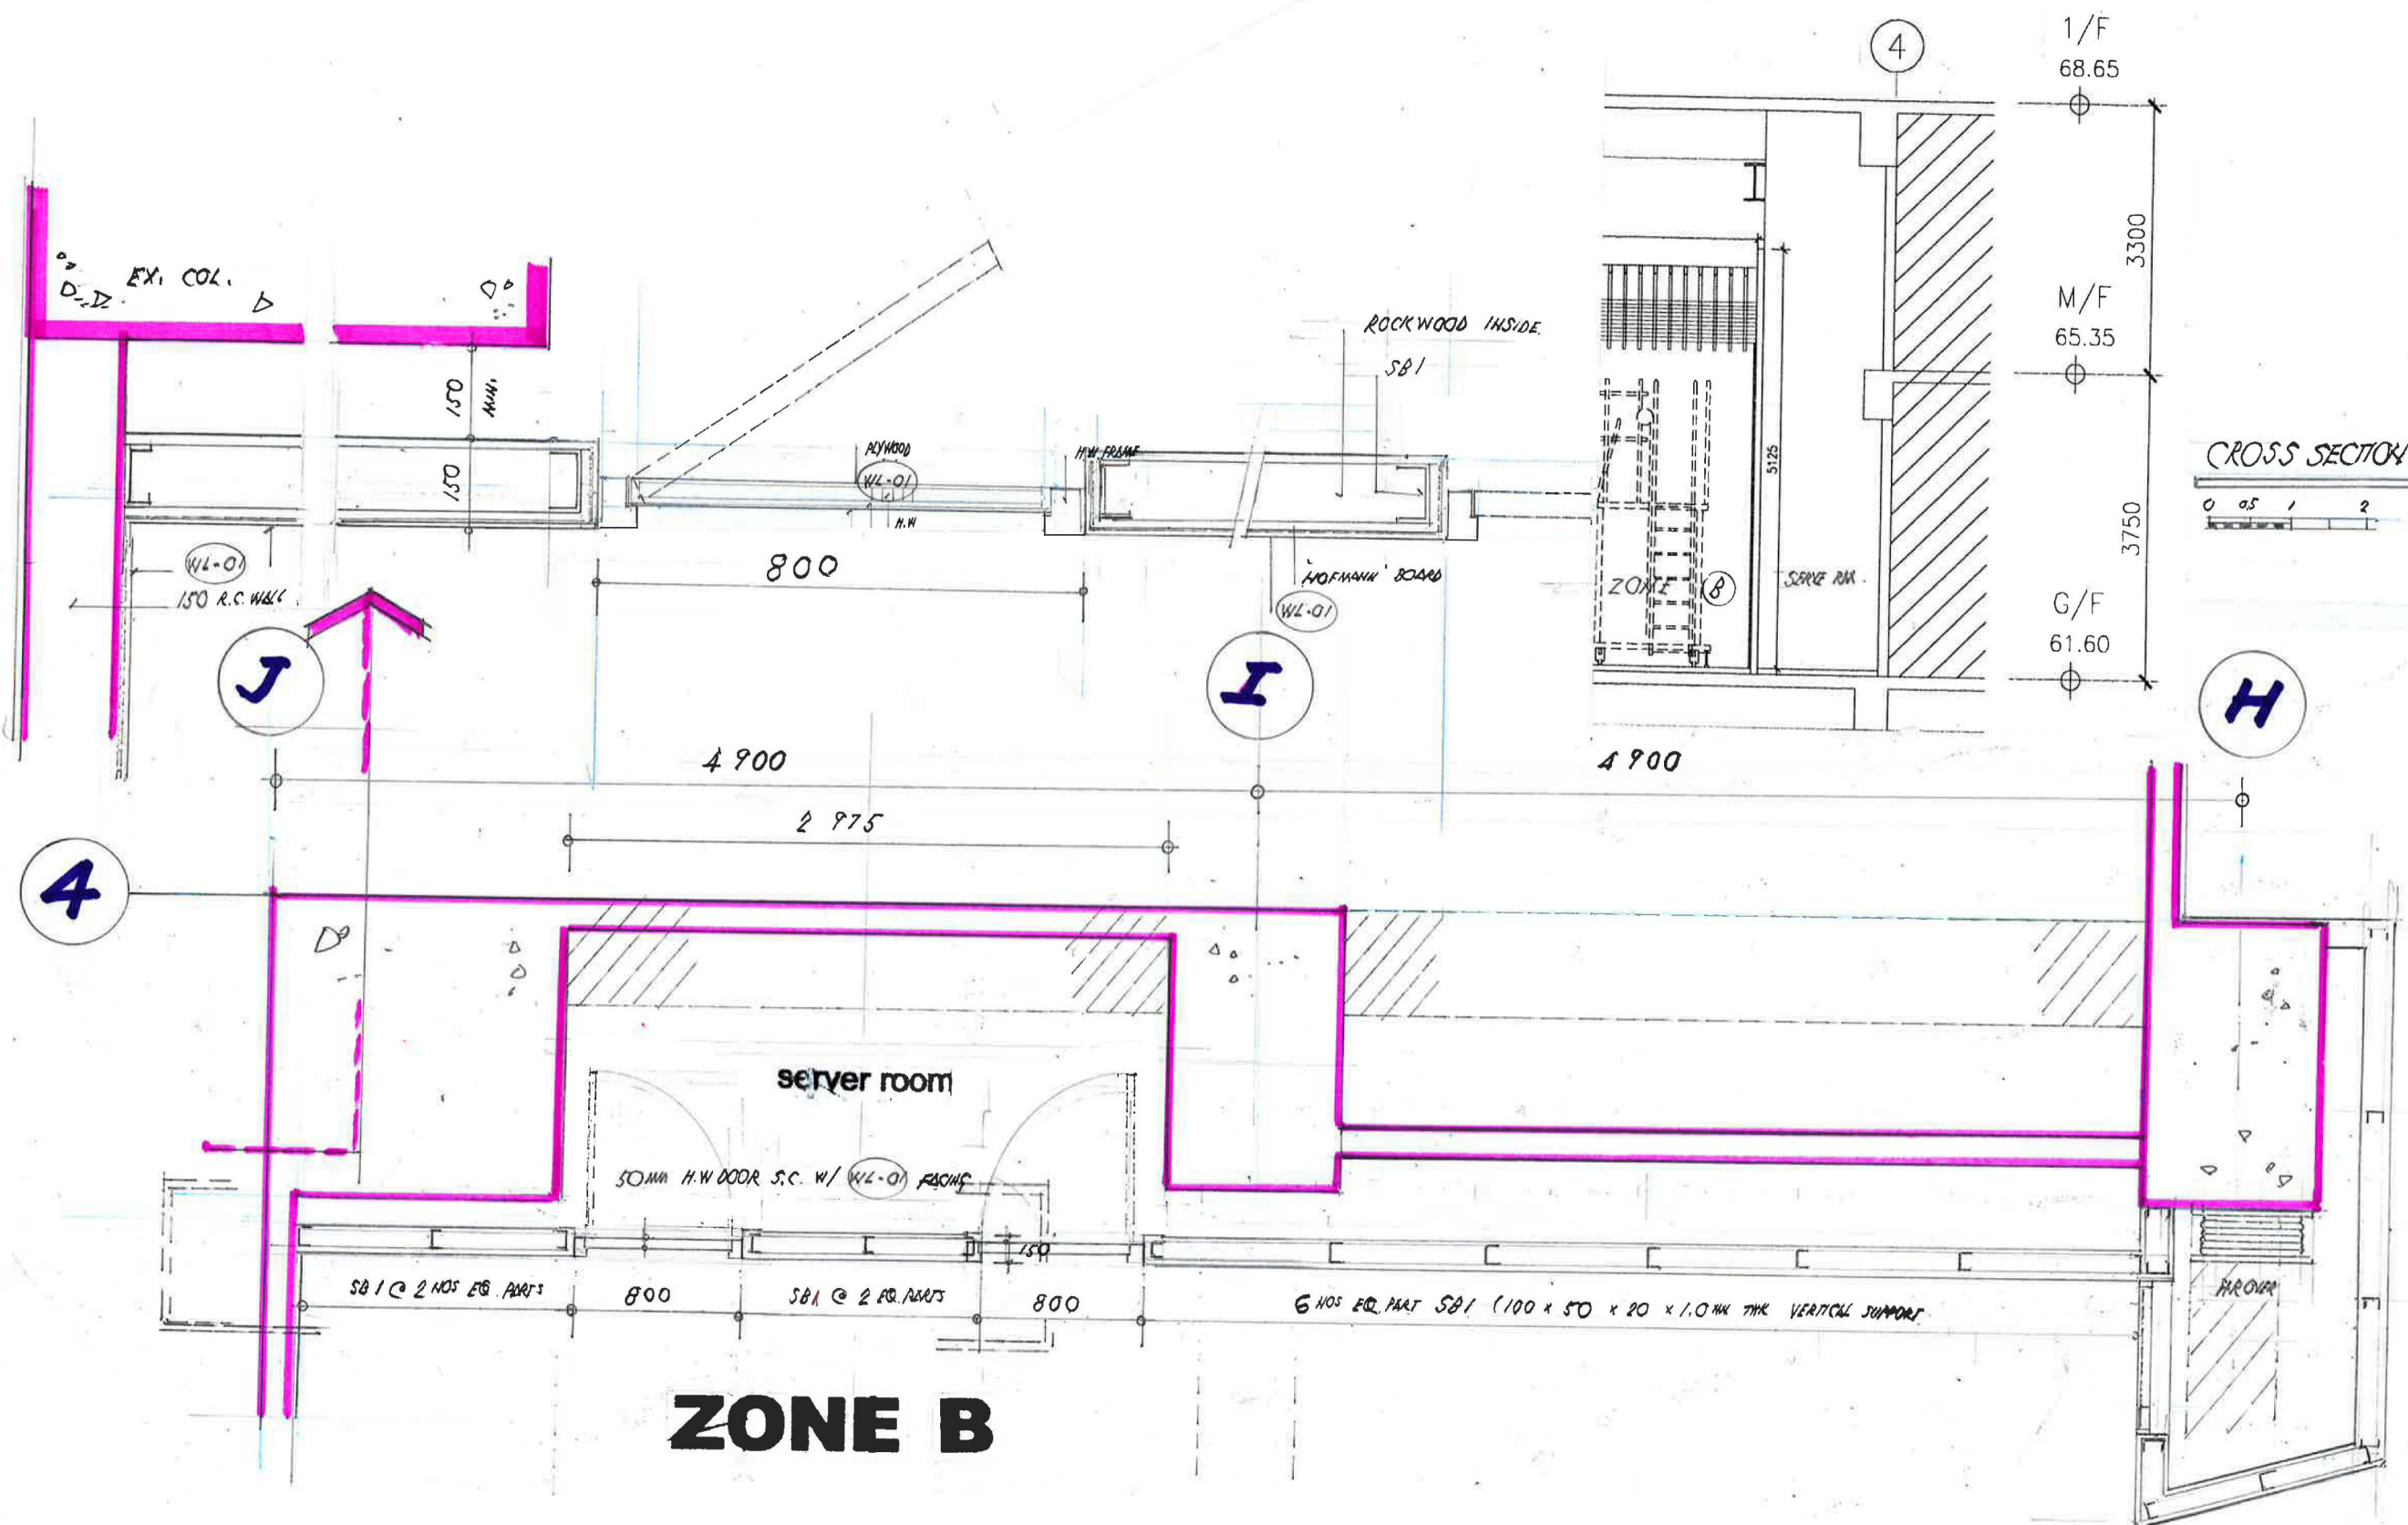 4
1/F
68.65
3300
M/F
65.35
3750
G/F
61.60
CROSS SECTION
0 0.5 1 2
5125
ZONE B
SERVE RM.
EX. COL.
150 MIN.
150
ROCKWOOD INSIDE.
SB1
PLYWOOD
WL-01
H.W
H.W FRAME
WL-01
150 R.C. WALL
800
'HOFMANN' BOARD
WL-01
J
I
H
4 900
4 900
2 975
4
server room
50MM H.W DOOR S.C. W/ WL-01 FACING
150
SB1 @ 2 NOS EQ. PARTS
800
SB1 @ 2 EQ. PARTS
800
6 NOS EQ. PART SB1 (100 x 50 x 20 x 1.0MM THK VERTICAL SUPPORT.
ZONE B